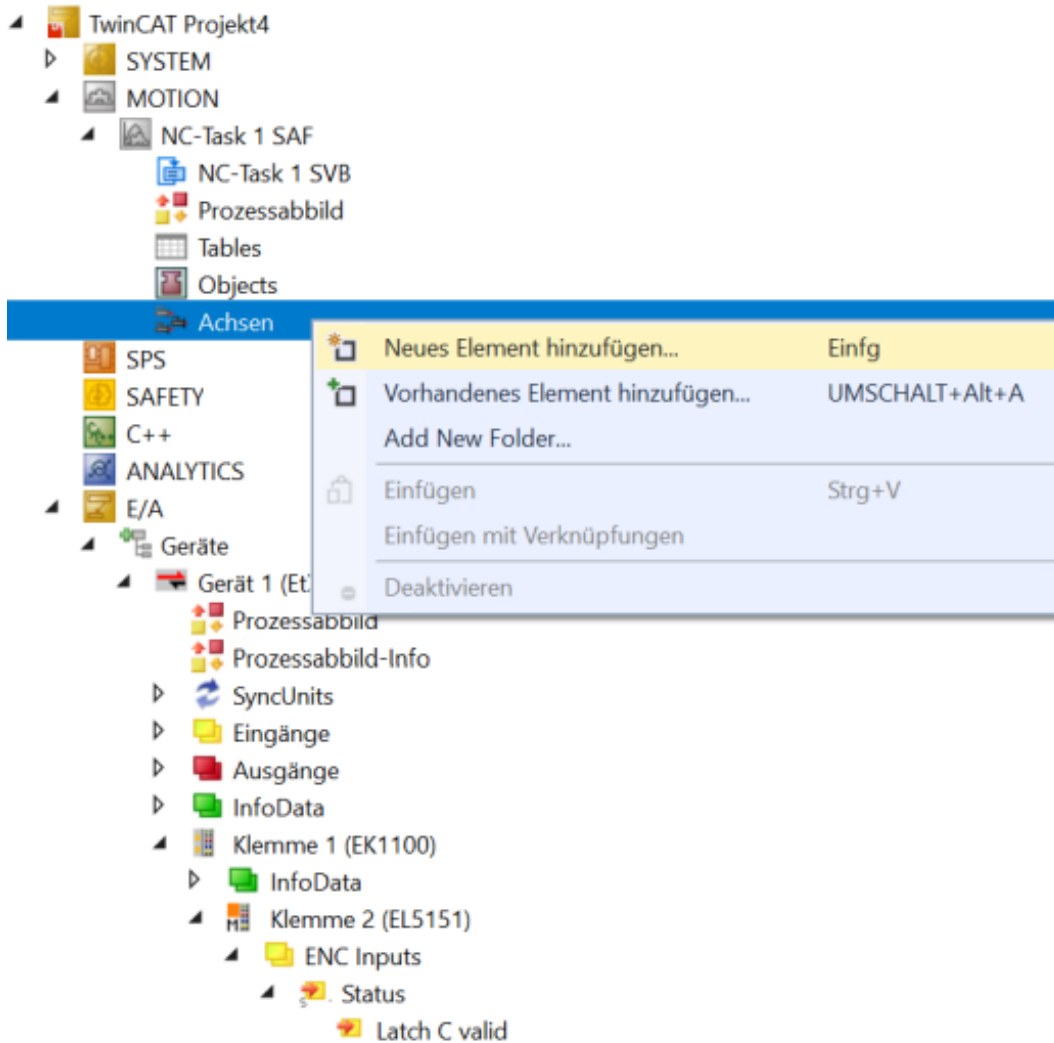 TwinCAT Projekt4
SYSTEM
MOTION
NC-Task 1 SAF
NC-Task 1 SVB
Prozessabbild
Tables
Objects
Achsen
Neues Element hinzufügen... Einfg
Vorhandenes Element hinzufügen... UMSCHALT+Alt+A
Add New Folder...
Einfügen Strg+V
Einfügen mit Verknüpfungen
Deaktivieren
SPS
SAFETY
C++
ANALYTICS
E/A
Geräte
Gerät 1 (Et
Prozessabbild
Prozessabbild-Info
SyncUnits
Eingänge
Ausgänge
InfoData
Klemme 1 (EK1100)
InfoData
Klemme 2 (EL5151)
ENC Inputs
Status
Latch C valid